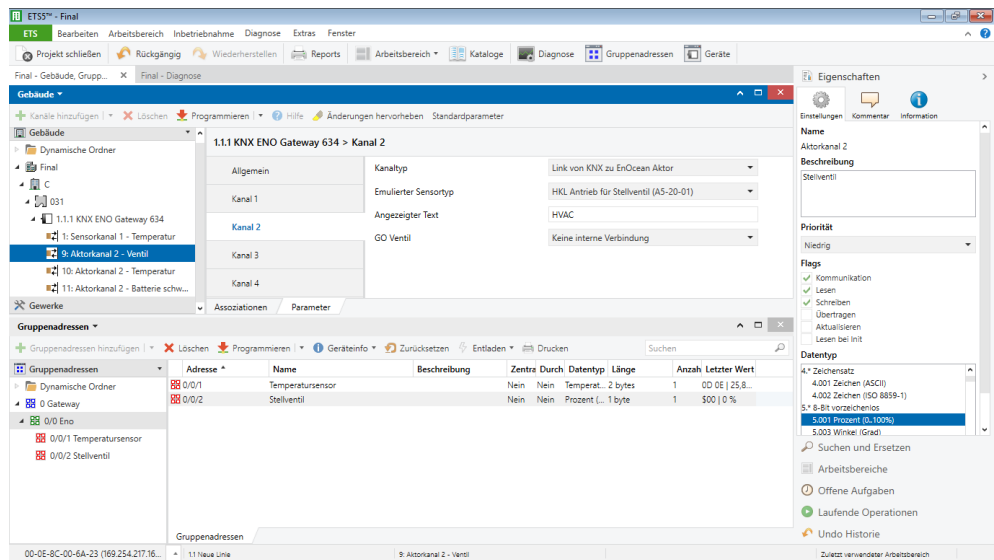 ETS5™ - Final
ETS Bearbeiten Arbeitsbereich Inbetriebnahme Diagnose Extras Fenster
Projekt schließen Rückgängig Wiederherstellen Reports Arbeitsbereich Kataloge Diagnose Gruppenadressen Geräte
Final - Gebäude, Grupp... Final - Diagnose
Gebäude
Kanäle hinzufügen Löschen Programmieren Hilfe Änderungen hervorheben Standardparameter
Gebäude
Dynamische Ordner
Final
C
031
1.1.1 KNX ENO Gateway 634
1: Sensorkanal 1 - Temperatur
9: Aktorkanal 2 - Ventil
10: Aktorkanal 2 - Temperatur
11: Aktorkanal 2 - Batterie schw...
Gewerke
1.1.1 KNX ENO Gateway 634 > Kanal 2
Allgemein
Kanal 1
Kanal 2
Kanal 3
Kanal 4
Kanaltyp Link von KNX zu EnOcean Aktor
Emulierter Sensortyp HKL Antrieb für Stellventil (A5-20-01)
Angezeigter Text HVAC
GO Ventil Keine interne Verbindung
Assoziationen Parameter
Gruppenadressen
Gruppenadressen hinzufügen Löschen Programmieren Geräteinfo Zurücksetzen Entladen Drucken Suchen
Gruppenadressen
Dynamische Ordner
0 Gateway
0/0 Eno
0/0/1 Temperatursensor
0/0/2 Stellventil
Adresse Name Beschreibung Zentra Durch Datentyp Länge Anzah Letzter Wert
0/0/1 Temperatursensor Nein Nein Temperat... 2 bytes 1 0D 0E | 25,8...
0/0/2 Stellventil Nein Nein Prozent (... 1 byte 1 $00 | 0 %
Gruppenadressen
Eigenschaften
Einstellungen Kommentar Information
Name
Aktorkanal 2
Beschreibung
Stellventil
Priorität
Niedrig
Flags
Kommunikation
Lesen
Schreiben
Übertragen
Aktualisieren
Lesen bei Init
Datentyp
4.* Zeichensatz
4.001 Zeichen (ASCII)
4.002 Zeichen (ISO 8859-1)
5.* 8-Bit vorzeichenlos
5.001 Prozent (0..100%)
5.003 Winkel (Grad)
Suchen und Ersetzen
Arbeitsbereiche
Offene Aufgaben
Laufende Operationen
Undo Historie
00-0E-8C-00-6A-23 (169.254.217.16... 1.1 Neue Linie 9: Aktorkanal 2 - Ventil Zuletzt verwendeter Arbeitsbereich